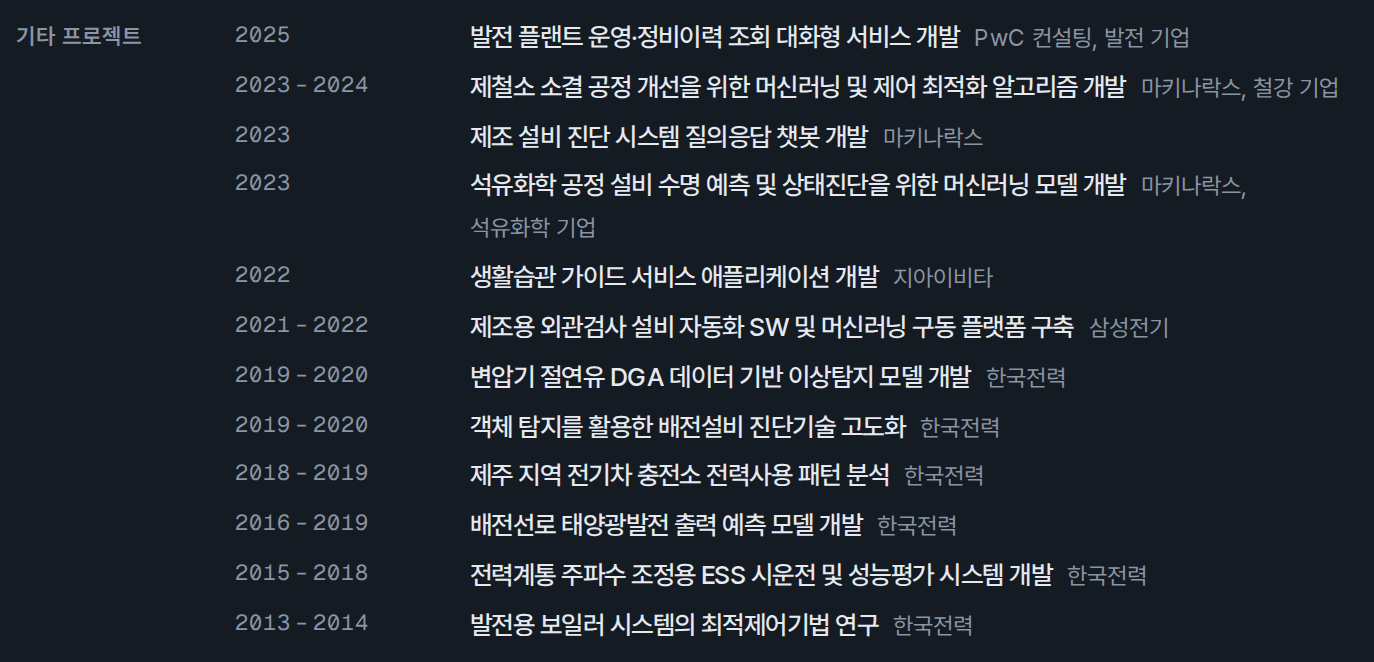 기타 프로젝트 2025 발전 플랜트 운영·정비이력 조회 대화형 서비스 개발 PwC 컨설팅, 발전 기업
2023 – 2024 제철소 소결 공정 개선을 위한 머신러닝 및 제어 최적화 알고리즘 개발 마키나락스, 철강 기업
2023 제조 설비 진단 시스템 질의응답 챗봇 개발 마키나락스
2023 석유화학 공정 설비 수명 예측 및 상태진단을 위한 머신러닝 모델 개발 마키나락스,
석유화학 기업
2022 생활습관 가이드 서비스 애플리케이션 개발 지아이비타
2021 – 2022 제조용 외관검사 설비 자동화 SW 및 머신러닝 구동 플랫폼 구축 삼성전기
2019 – 2020 변압기 절연유 DGA 데이터 기반 이상탐지 모델 개발 한국전력
2019 – 2020 객체 탐지를 활용한 배전설비 진단기술 고도화 한국전력
2018 – 2019 제주 지역 전기차 충전소 전력사용 패턴 분석 한국전력
2016 – 2019 배전선로 태양광발전 출력 예측 모델 개발 한국전력
2015 – 2018 전력계통 주파수 조정용 ESS 시운전 및 성능평가 시스템 개발 한국전력
2013 – 2014 발전용 보일러 시스템의 최적제어기법 연구 한국전력